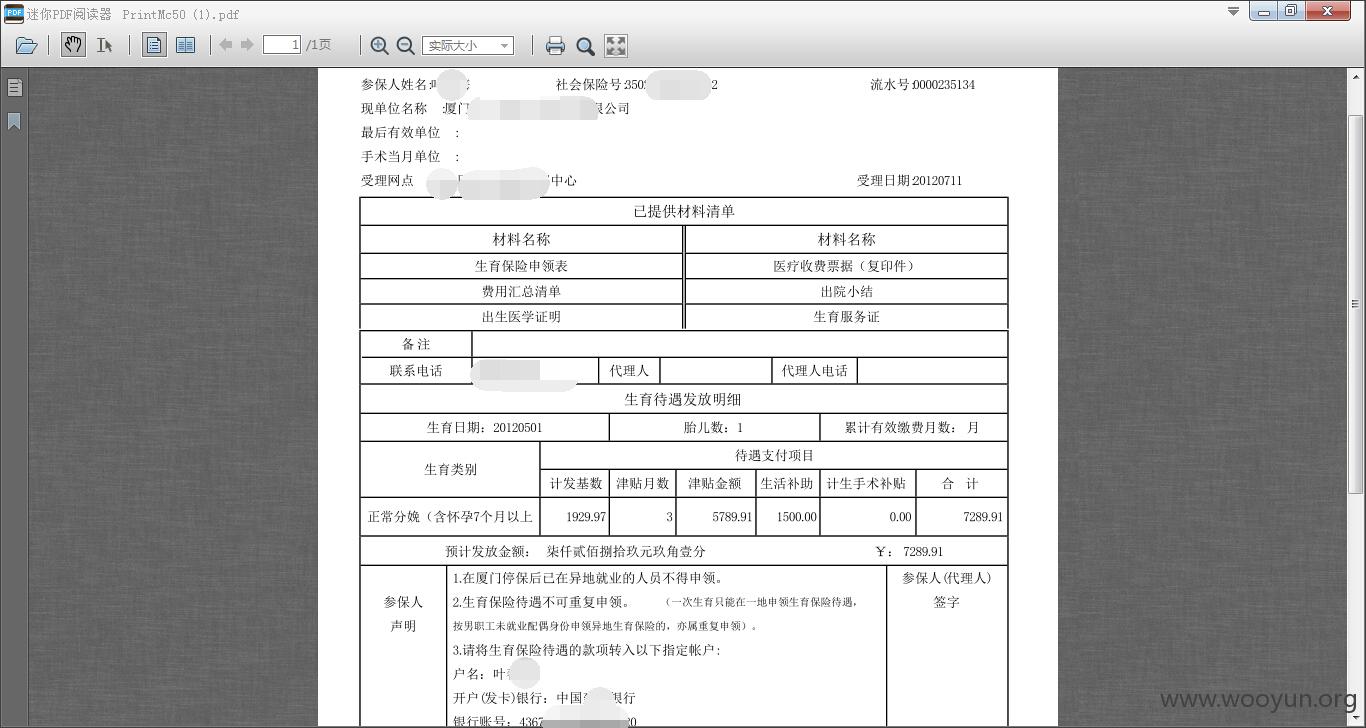 迷你PDF阅读器 PrintMc50 (1).pdf
1 /1页 实际大小
参保人姓名: 社会保险号:350 2 流水号:0000235134
现单位名称 :厦门 限公司
最后有效单位 :
手术当月单位 :
受理网点 中心 受理日期:20120711
已提供材料清单
材料名称 材料名称
生育保险申领表 医疗收费票据（复印件）
费用汇总清单 出院小结
出生医学证明 生育服务证
备注
联系电话 代理人 代理人电话
生育待遇发放明细
生育日期: 20120501 胎儿数: 1 累计有效缴费月数: 月
生育类别 待遇支付项目
计发基数 津贴月数 津贴金额 生活补助 计生手术补贴 合 计
正常分娩（含怀孕7个月以上 1929.97 3 5789.91 1500.00 0.00 7289.91
预计发放金额: 柒仟贰佰捌拾玖元玖角壹分 ￥: 7289.91
参保人
声明
1.在厦门停保后已在异地就业的人员不得申领。
2.生育保险待遇不可重复申领。 （一次生育只能在一地申领生育保险待遇，
按男职工未就业配偶身份申领异地生育保险的，亦属重复申领）。
3.请将生育保险待遇的款项转入以下指定帐户:
户名: 叶
开户(发卡)银行: 中国 银行
银行账号: 4367 20
参保人(代理人)
签字
www.wooyun.org